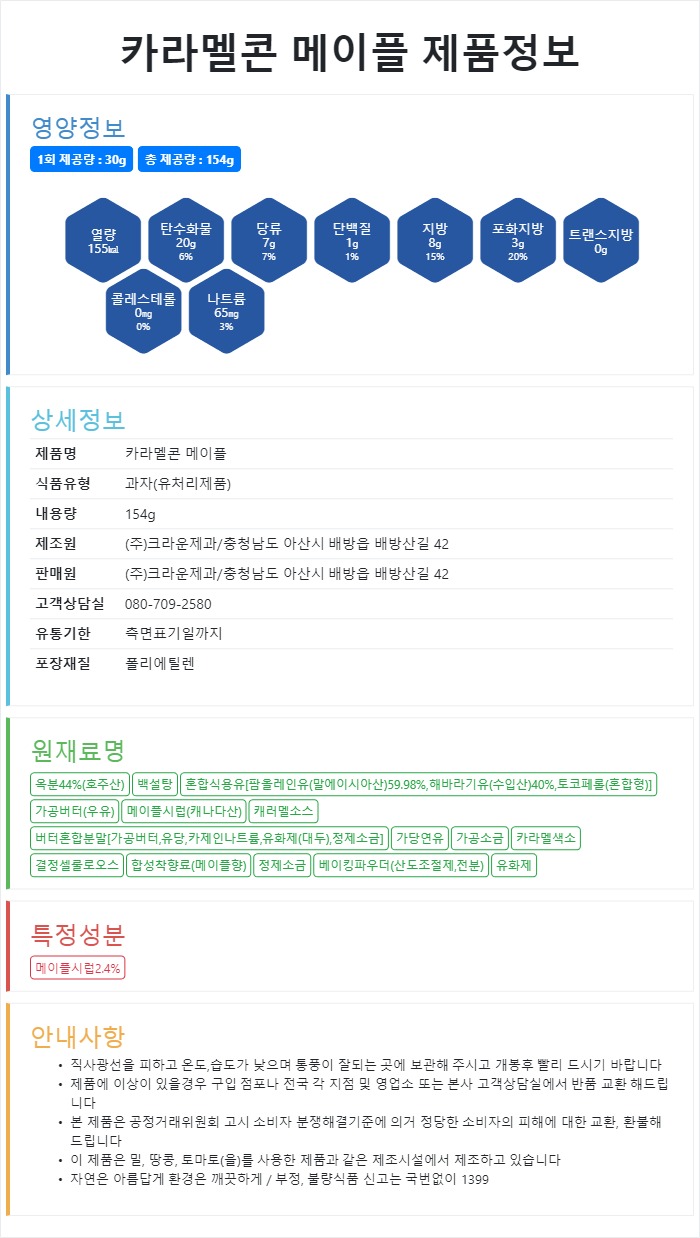 카라멜콘 메이플 제품정보
영양정보
1회 제공량 : 30g 총 제공량 : 154g
열량 탄수화물 당류 단백질 지방 포화지방 트랜스지방
155㎉ 20g 7g 1g 8g 3g 0g
6% 7% 1% 15% 20%
콜레스테롤 나트륨
0㎎ 65㎎
0% 3%
상세정보
제품명 카라멜콘 메이플
식품유형 과자(유처리제품)
내용량 154g
제조원 (주)크라운제과/충청남도 아산시 배방읍 배방산길 42
판매원 (주)크라운제과/충청남도 아산시 배방읍 배방산길 42
고객상담실 080-709-2580
유통기한 측면표기일까지
포장재질 폴리에틸렌
원재료명
옥분44%(호주산) 백설탕 혼합식용유[팜올레인유(말에이시아산)59.98%,해바라기유(수입산)40%,토코페롤(혼합형)]
가공버터(우유) 메이플시럽(캐나다산) 캐러멜소스
버터혼합분말[가공버터,유당,카제인나트륨,유화제(대두),정제소금] 가당연유 가공소금 카라멜색소
결정셀룰로오스 합성착향료(메이플향) 정제소금 베이킹파우더(산도조절제,전분) 유화제
특정성분
메이플시럽2.4%
안내사항
• 직사광선을 피하고 온도,습도가 낮으며 통풍이 잘되는 곳에 보관해 주시고 개봉후 빨리 드시기 바랍니다
• 제품에 이상이 있을경우 구입 점포나 전국 각 지점 및 영업소 또는 본사 고객상담실에서 반품 교환 해드립
니다
• 본 제품은 공정거래위원회 고시 소비자 분쟁해결기준에 의거 정당한 소비자의 피해에 대한 교환, 환불해
드립니다
• 이 제품은 밀, 땅콩, 토마토(을)를 사용한 제품과 같은 제조시설에서 제조하고 있습니다
• 자연은 아름답게 환경은 깨끗하게 / 부정, 불량식품 신고는 국번없이 1399